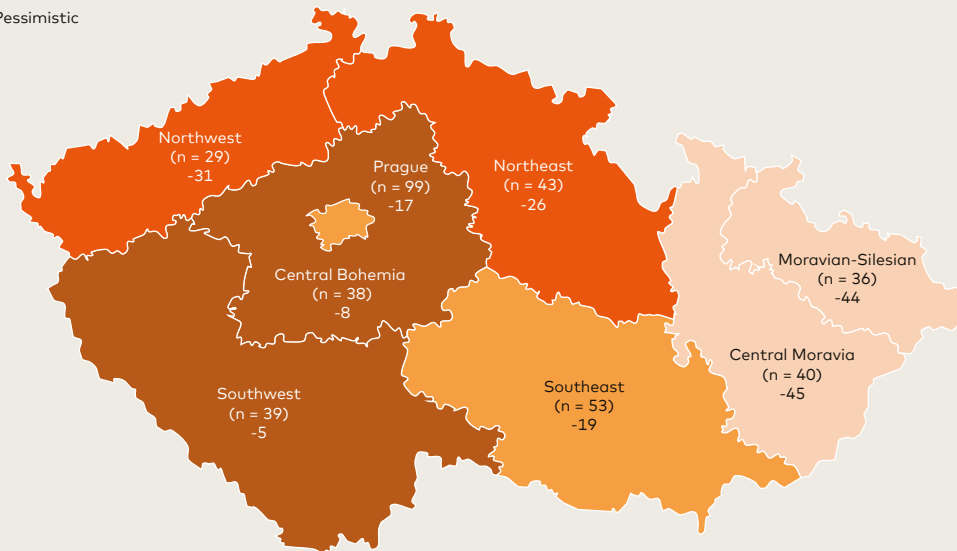 Pessimistic
Northwest
(n = 29)
-31
Prague
(n = 99)
-17
Northeast
(n = 43)
-26
Central Bohemia
(n = 38)
-8
Moravian-Silesian
(n = 36)
-44
Central Moravia
(n = 40)
-45
Southwest
(n = 39)
-5
Southeast
(n = 53)
-19